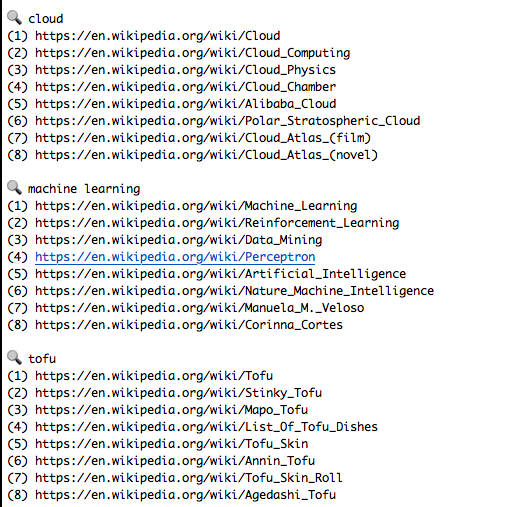 cloud
(1) https://en.wikipedia.org/wiki/Cloud
(2) https://en.wikipedia.org/wiki/Cloud_Computing
(3) https://en.wikipedia.org/wiki/Cloud_Physics
(4) https://en.wikipedia.org/wiki/Cloud_Chamber
(5) https://en.wikipedia.org/wiki/Alibaba_Cloud
(6) https://en.wikipedia.org/wiki/Polar_Stratospheric_Cloud
(7) https://en.wikipedia.org/wiki/Cloud_Atlas_(film)
(8) https://en.wikipedia.org/wiki/Cloud_Atlas_(novel)
machine learning
(1) https://en.wikipedia.org/wiki/Machine_Learning
(2) https://en.wikipedia.org/wiki/Reinforcement_Learning
(3) https://en.wikipedia.org/wiki/Data_Mining
(4) https://en.wikipedia.org/wiki/Perceptron
(5) https://en.wikipedia.org/wiki/Artificial_Intelligence
(6) https://en.wikipedia.org/wiki/Nature_Machine_Intelligence
(7) https://en.wikipedia.org/wiki/Manuela_M._Veloso
(8) https://en.wikipedia.org/wiki/Corinna_Cortes
tofu
(1) https://en.wikipedia.org/wiki/Tofu
(2) https://en.wikipedia.org/wiki/Stinky_Tofu
(3) https://en.wikipedia.org/wiki/Mapo_Tofu
(4) https://en.wikipedia.org/wiki/List_Of_Tofu_Dishes
(5) https://en.wikipedia.org/wiki/Tofu_Skin
(6) https://en.wikipedia.org/wiki/Annin_Tofu
(7) https://en.wikipedia.org/wiki/Tofu_Skin_Roll
(8) https://en.wikipedia.org/wiki/Agedashi_Tofu